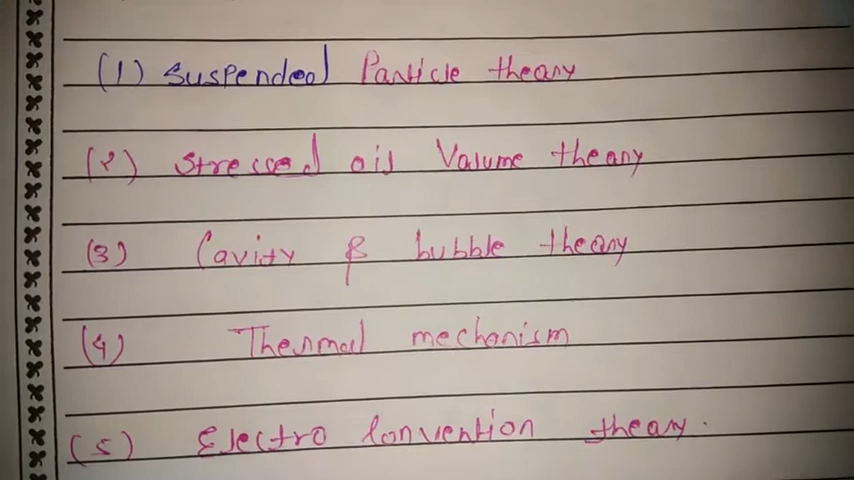 (1) Suspended Particle theory
(2) Stressed oil Volume theory
(3) Cavity & bubble theory
(4) Thermal mechanism
(5) Electro Convention theory.